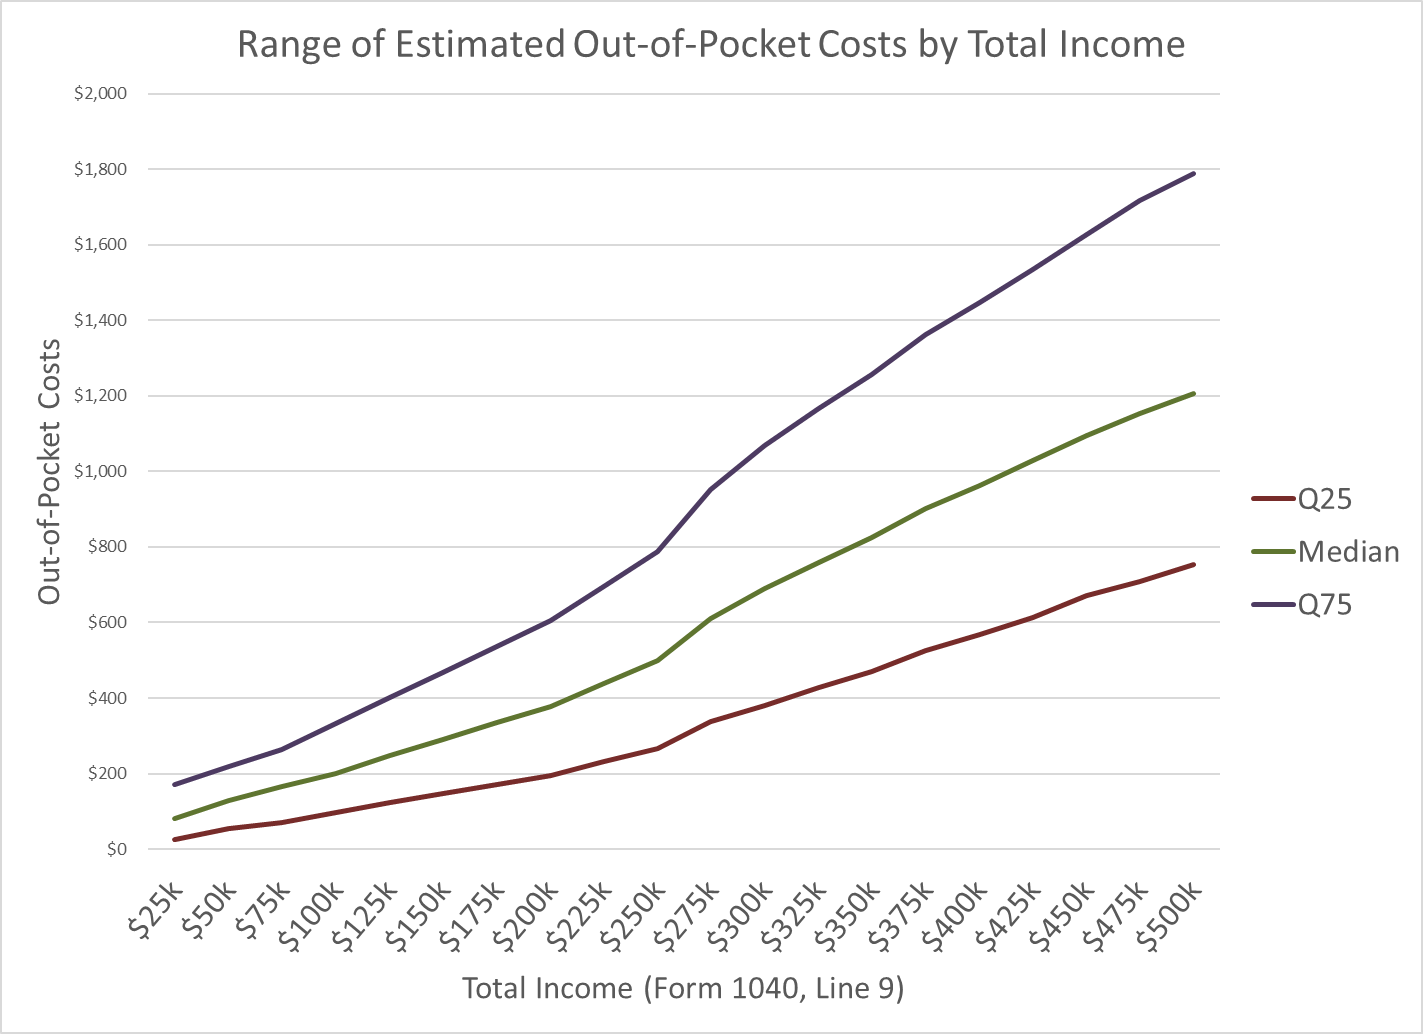 Range of Estimated Out-of-Pocket Costs by Total Income
$2,000
$1,800
$1,600
$1,400
$1,200
$1,000
$800
$600
$400
$200
$0
Out-of-Pocket Costs
$25k
$50k
$75k
$100k
$125k
$150k
$175k
$200k
$225k
$250k
$275k
$300k
$325k
$350k
$375k
$400k
$425k
$450k
$475k
$500k
Total Income (Form 1040, Line 9)
Q25
Median
Q75